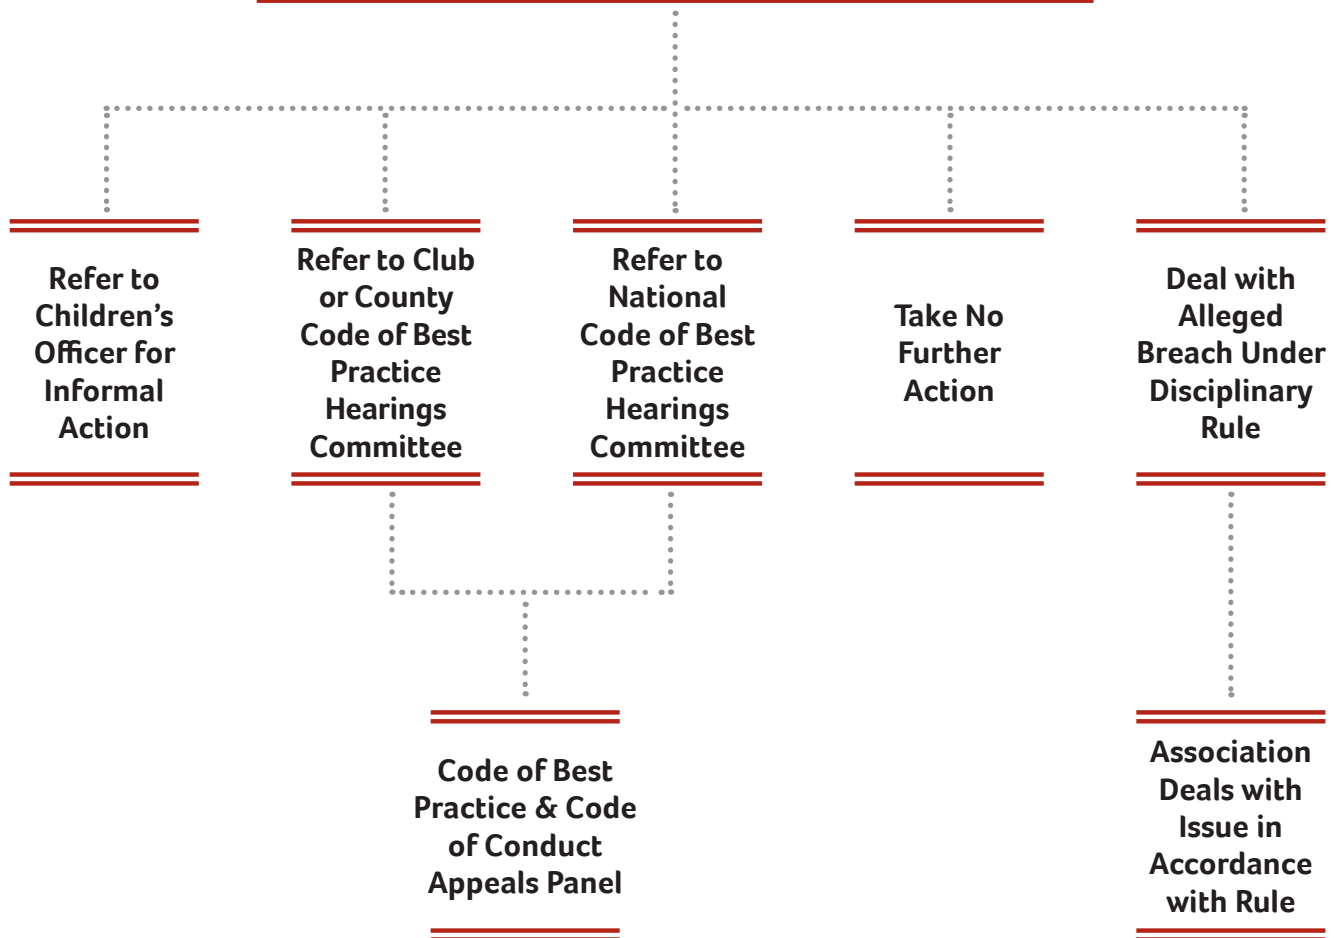 Refer to
Children’s
Officer for
Informal
Action
Refer to Club
or County
Code of Best
Practice
Hearings
Committee
Refer to
National
Code of Best
Practice
Hearings
Committee
Take No
Further
Action
Deal with
Alleged
Breach Under
Disciplinary
Rule
Code of Best
Practice & Code
of Conduct
Appeals Panel
Association
Deals with
Issue in
Accordance
with Rule